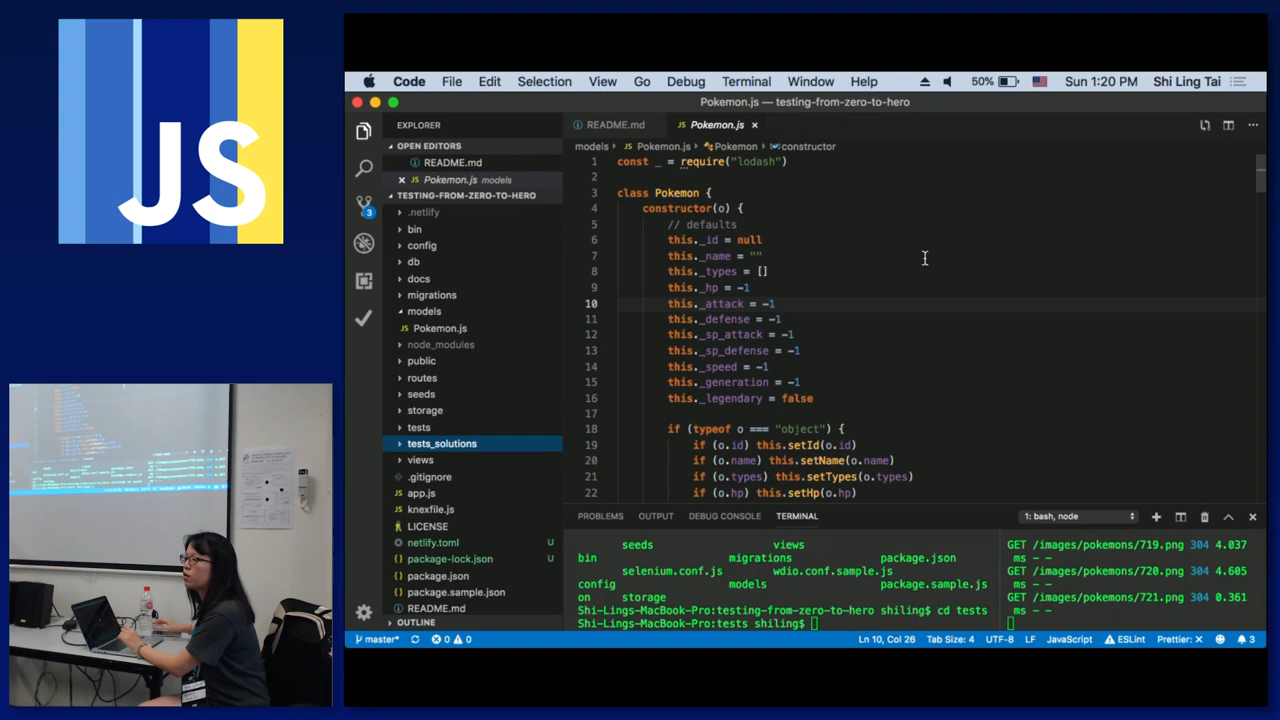 JS
Code File Edit Selection View Go Debug Terminal Window Help 50% Sun 1:20 PM Shi Ling Tai
Pokemon.js — testing-from-zero-to-hero
EXPLORER
OPEN EDITORS
README.md
Pokemon.js models
TESTING-FROM-ZERO-TO-HERO
.netlify
bin
config
db
docs
migrations
models
Pokemon.js
node_modules
public
routes
seeds
storage
tests
tests_solutions
views
.gitignore
app.js
knexfile.js
LICENSE
netlify.toml U
package-lock.json U
package.json
package.sample.json
README.md
OUTLINE
3
README.md Pokemon.js
models Pokemon.js Pokemon constructor
1 const _ = require("lodash")
2
3 class Pokemon {
4 constructor(o) {
5 // defaults
6 this._id = null
7 this._name = ""
8 this._types = []
9 this._hp = -1
10 this._attack = -1
11 this._defense = -1
12 this._sp_attack = -1
13 this._sp_defense = -1
14 this._speed = -1
15 this._generation = -1
16 this._legendary = false
17
18 if (typeof o === "object") {
19 if (o.id) this.setId(o.id)
20 if (o.name) this.setName(o.name)
21 if (o.types) this.setTypes(o.types)
22 if (o.hp) this.setHp(o.hp)
PROBLEMS OUTPUT DEBUG CONSOLE TERMINAL 1: bash, node
seeds views
bin migrations package.json
selenium.conf.js wdio.conf.sample.js
config models package.sample.js
on storage
Shi-Lings-MacBook-Pro:testing-from-zero-to-hero shiling$ cd tests
Shi-Lings-MacBook-Pro:tests shiling$
GET /images/pokemons/719.png 304 4.037
ms - -
GET /images/pokemons/720.png 304 4.605
ms - -
GET /images/pokemons/721.png 304 0.361
ms - -
master* 0 0 Ln 10, Col 26 Tab Size: 4 UTF-8 LF JavaScript ESLint Prettier: × 3